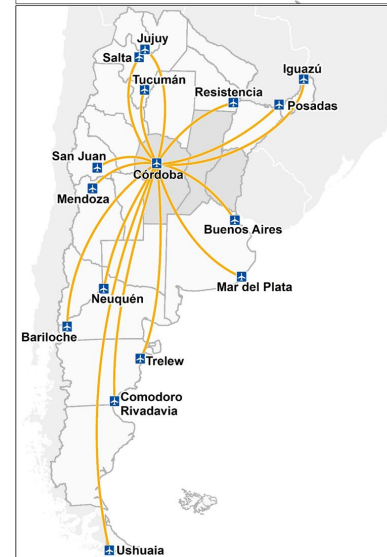 Jujuy
Salta
Tucumán
Iguazú
Resistencia
Posadas
San Juan
Córdoba
Mendoza
Buenos Aires
Mar del Plata
Neuquén
Bariloche
Trelew
Comodoro
Rivadavia
Ushuaia